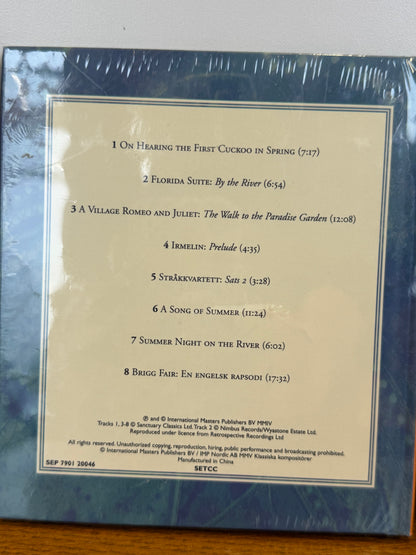 1 On Hearing the First Cuckoo in Spring (7:17)
2 Florida Suite: By the River (6:54)
3 A Village Romeo and Juliet: The Walk to the Paradise Garden (12:08)
4 Irmelin: Prelude (4:35)
5 Stråkkvartett: Sats 2 (3:28)
6 A Song of Summer (11:24)
7 Summer Night on the River (6:02)
8 Brigg Fair: En engelsk rapsodi (17:32)
℗ and © International Masters Publishers BV MMIV
Tracks 1, 3-8 © Sanctuary Classics Ltd. Track 2 © Nimbus Records/Wyastone Estate Ltd.
Reproduced under licence from Retrospective Recordings Ltd
All rights reserved. Unauthorized copying, reproduction, hiring, public performance and broadcasting prohibited.
© International Masters Publishers BV / IMP Nordic AB MMIV Klassiska kompositörer
Manufactured in China
SEP 7901 20046
SETCC